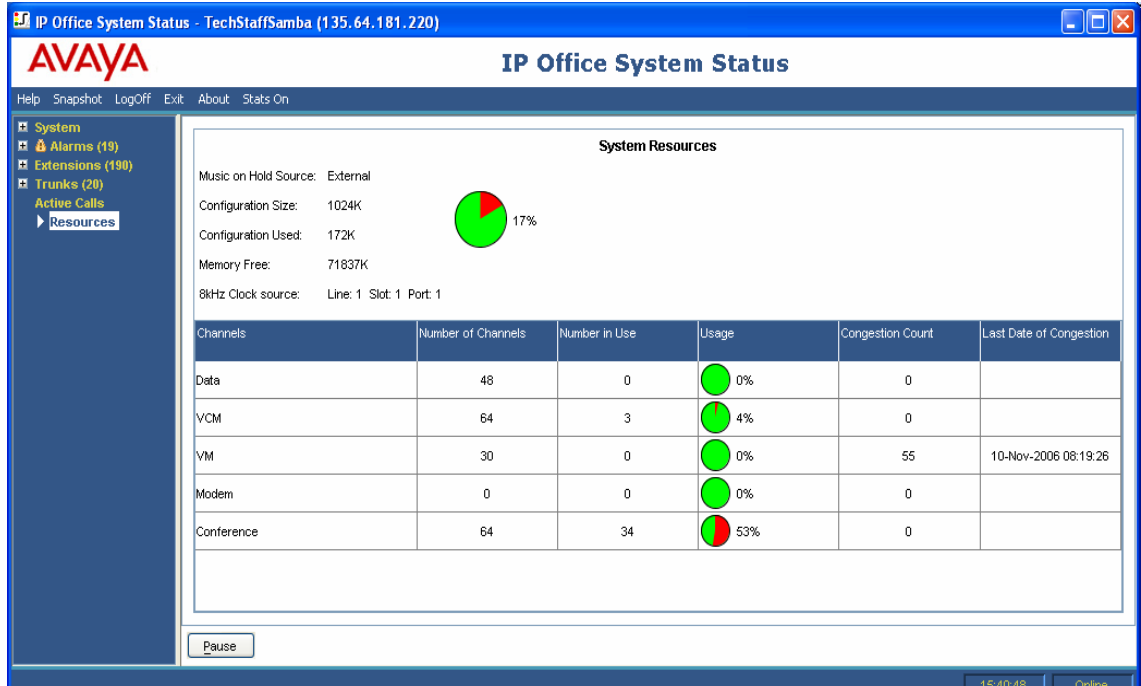 IP Office System Status - TechStaffSamba (135.64.181.220)
AVAYA
IP Office System Status
Help Snapshot LogOff Exit About Stats On
System
Alarms (19)
Extensions (190)
Trunks (20)
Active Calls
Resources
System Resources
Music on Hold Source: External
Configuration Size: 1024K
17%
Configuration Used: 172K
Memory Free: 71837K
8kHz Clock source: Line: 1 Slot: 1 Port: 1
Channels Number of Channels Number in Use Usage Congestion Count Last Date of Congestion
Data 48 0 0% 0
VCM 64 3 4% 0
VM 30 0 0% 55 10-Nov-2006 08:19:26
Modem 0 0 0% 0
Conference 64 34 53% 0
Pause
15:40:48 Online